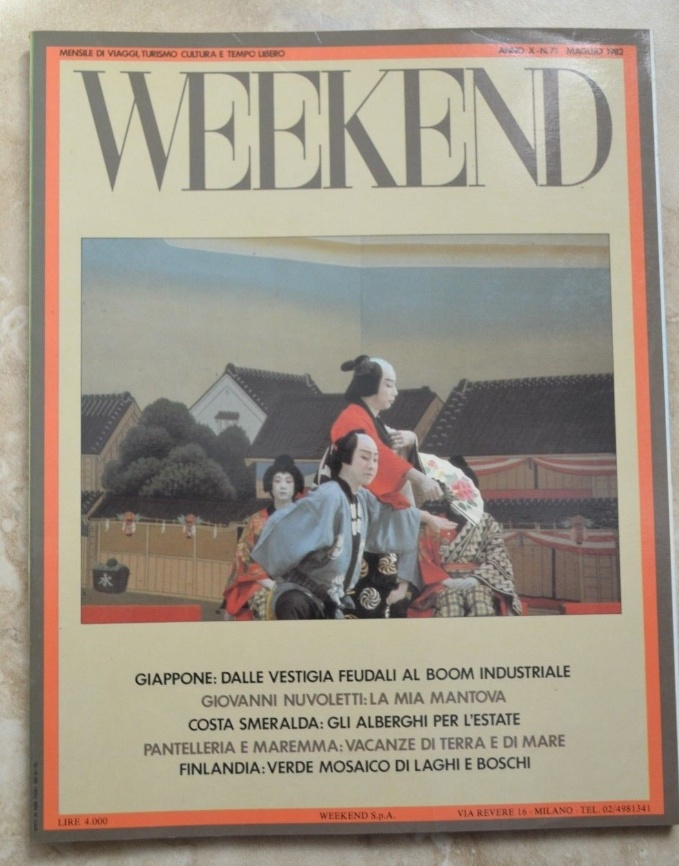 MENSILE DI VIAGGI, TURISMO CULTURA E TEMPO LIBERO
ANNO X - N. 71 MAGGIO 1982
WEEKEND
水
GIAPPONE: DALLE VESTIGIA FEUDALI AL BOOM INDUSTRIALE
GIOVANNI NUVOLETTI: LA MIA MANTOVA
COSTA SMERALDA: GLI ALBERGHI PER L'ESTATE
PANTELLERIA E MAREMMA: VACANZE DI TERRA E DI MARE
FINLANDIA: VERDE MOSAICO DI LAGHI E BOSCHI
LIRE 4.000
WEEKEND S.p.A.
VIA REVERE 16 - MILANO - TEL. 02/4981341